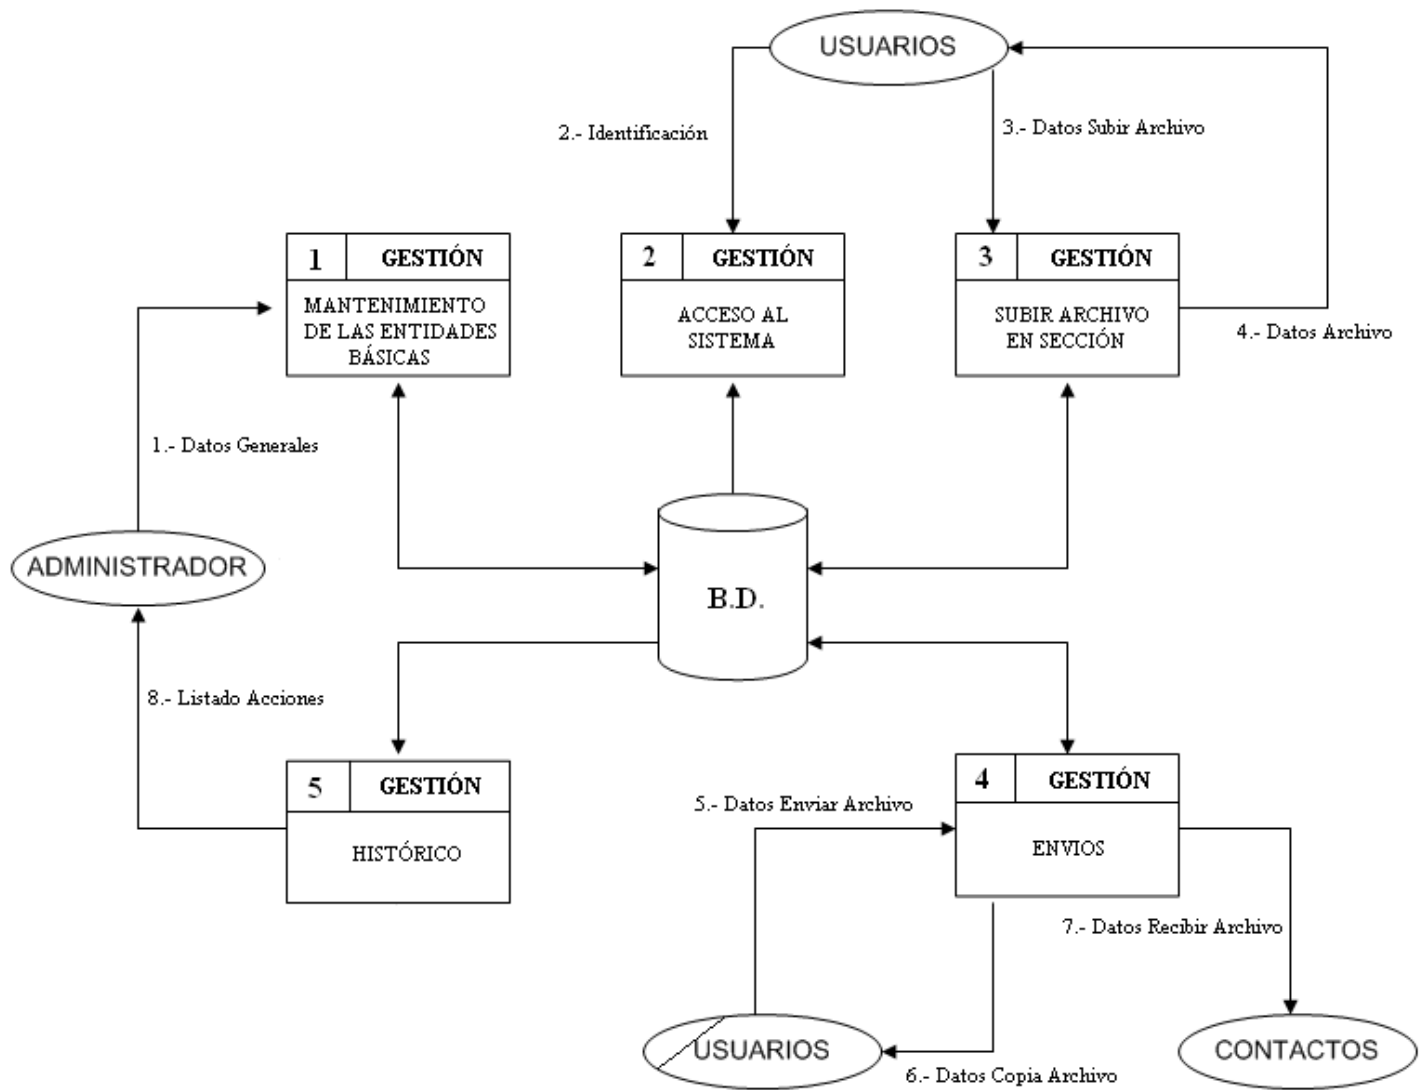 USUARIOS
2.- Identificación
3.- Datos Subir Archivo
1
GESTIÓN
MANTENIMIENTO
DE LAS ENTIDADES
BÁSICAS
2
GESTIÓN
ACCESO AL
SISTEMA
3
GESTIÓN
SUBIR ARCHIVO
EN SECCIÓN
4.- Datos Archivo
1.- Datos Generales
ADMINISTRADOR
B.D.
8.- Listado Acciones
5
GESTIÓN
HISTÓRICO
4
GESTIÓN
ENVIOS
5.- Datos Enviar Archivo
7.- Datos Recibir Archivo
USUARIOS
6.- Datos Copia Archivo
CONTACTOS